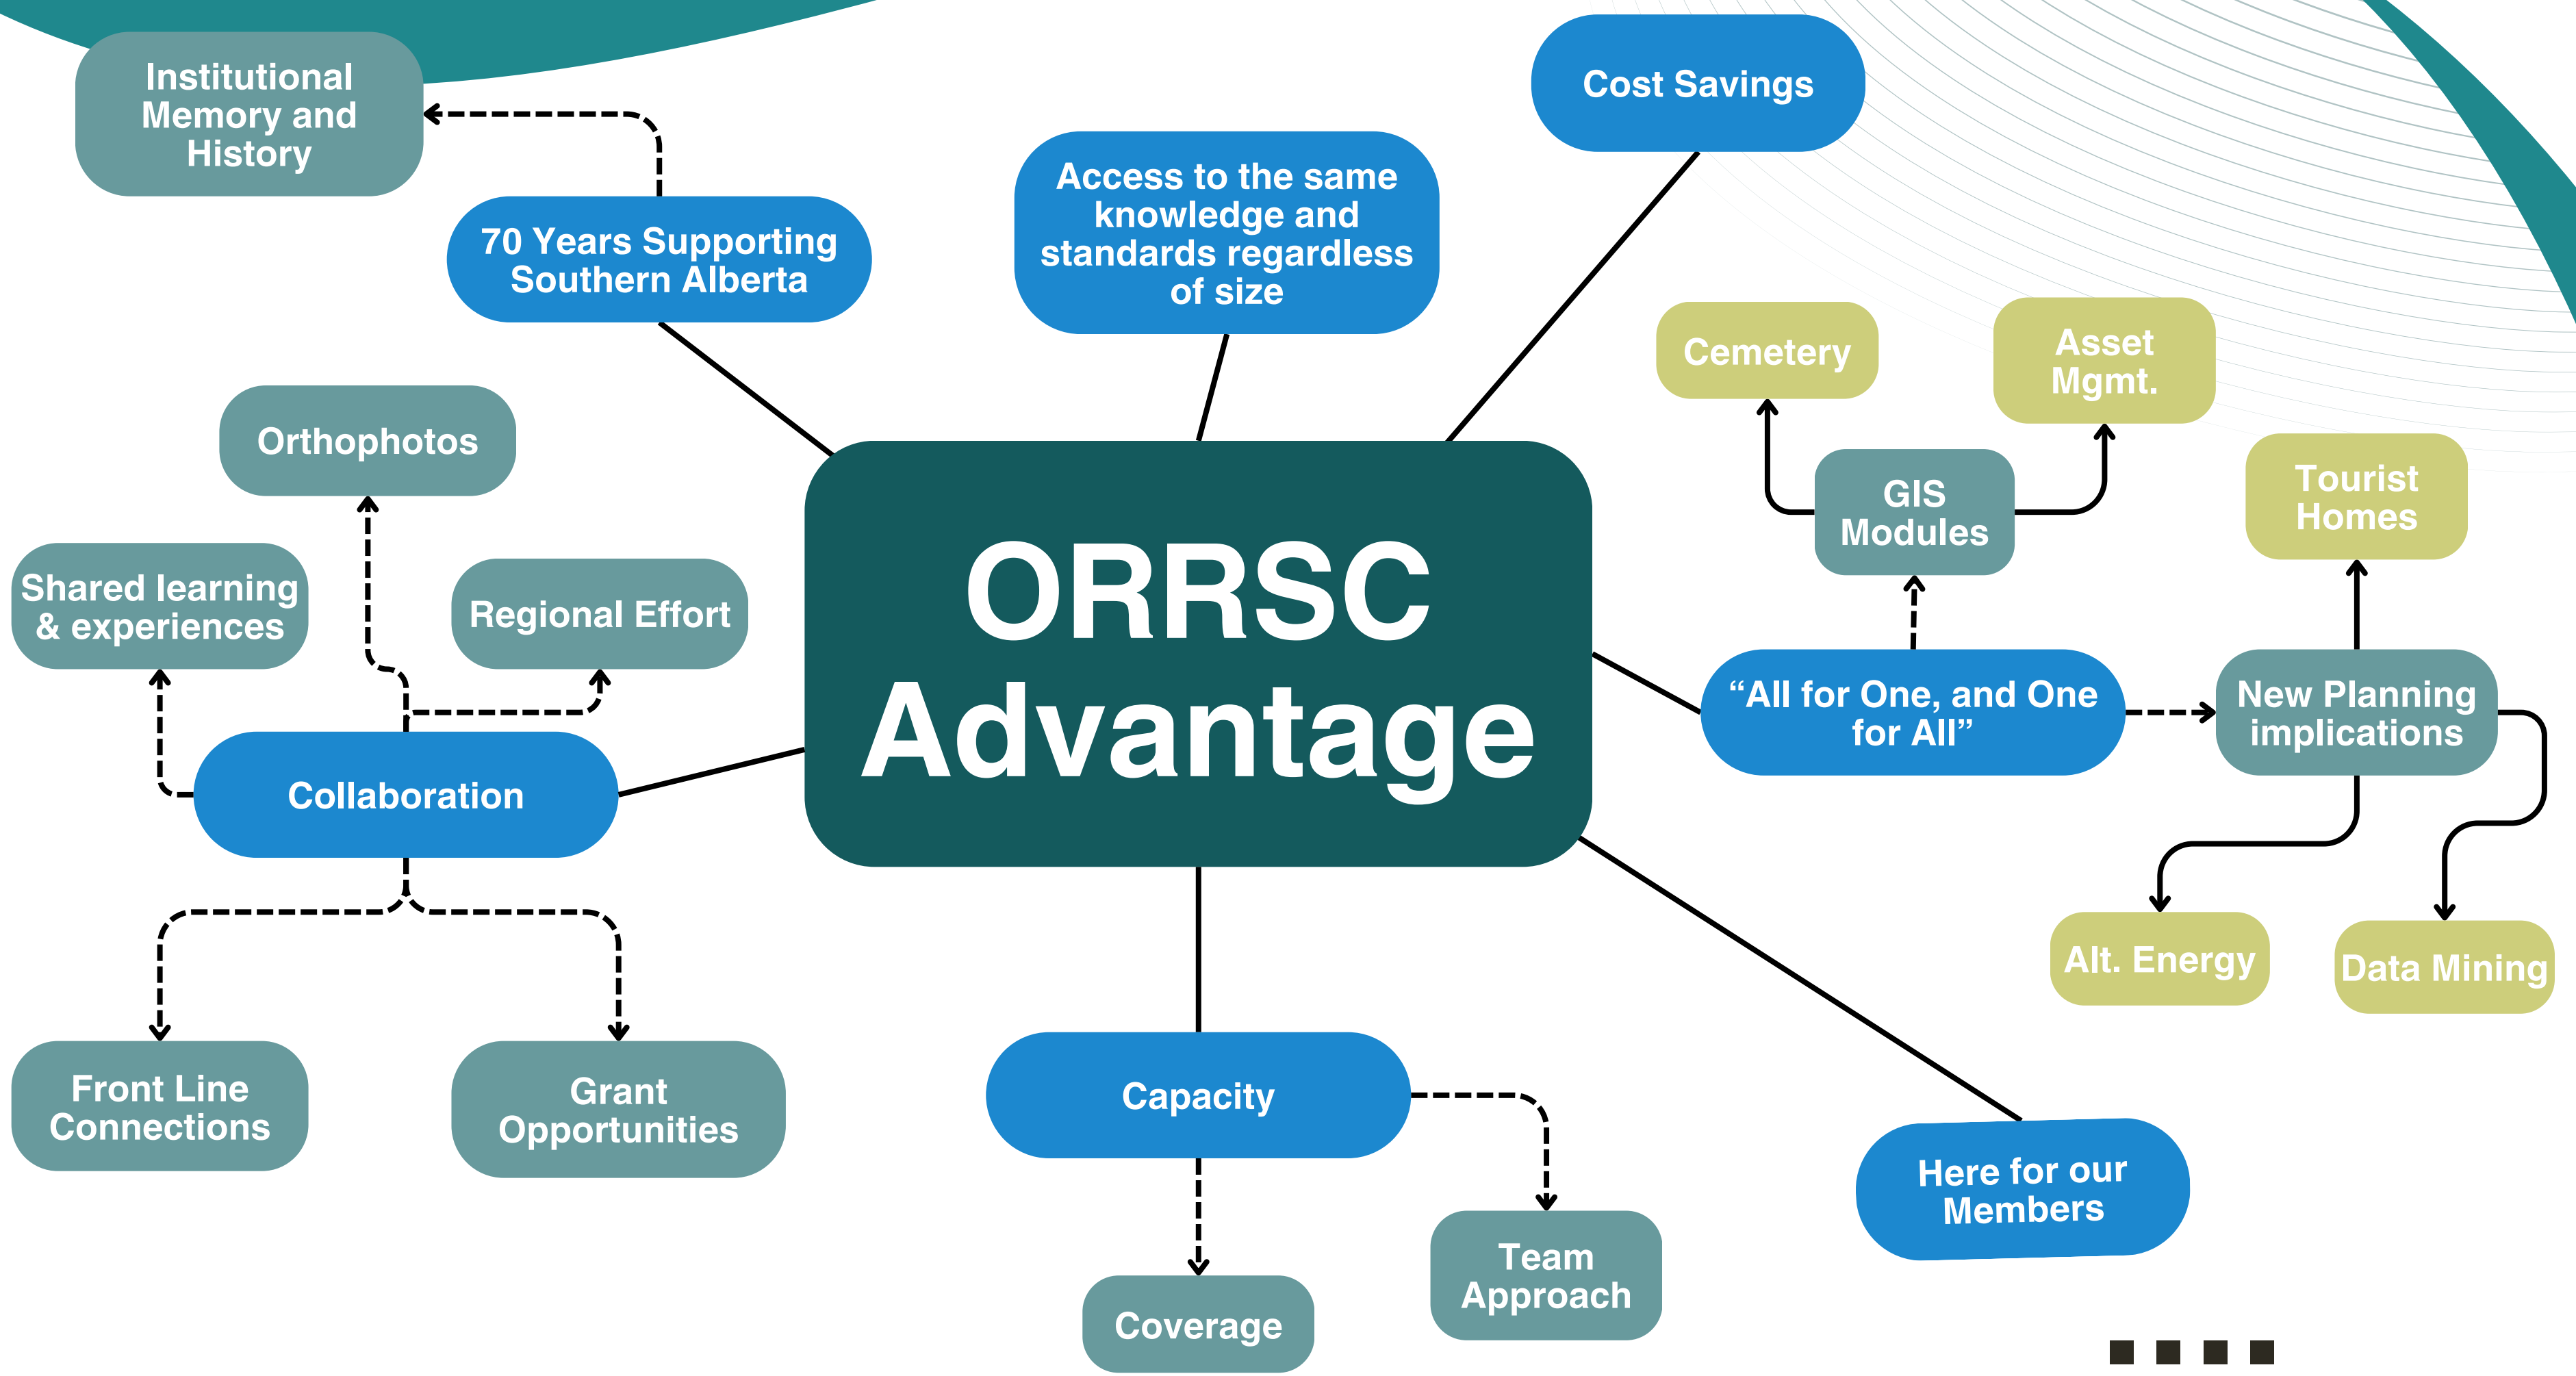 Institutional
Memory and
History
70 Years Supporting
Southern Alberta
Access to the same
knowledge and
standards regardless
of size
Cost Savings
Cemetery
Asset
Mgmt.
GIS
Modules
Tourist
Homes
Orthophotos
Shared learning
& experiences
Regional Effort
ORRSC
Advantage
“All for One, and One
for All”
New Planning
implications
Collaboration
Alt. Energy
Data Mining
Front Line
Connections
Grant
Opportunities
Capacity
Here for our
Members
Team
Approach
Coverage